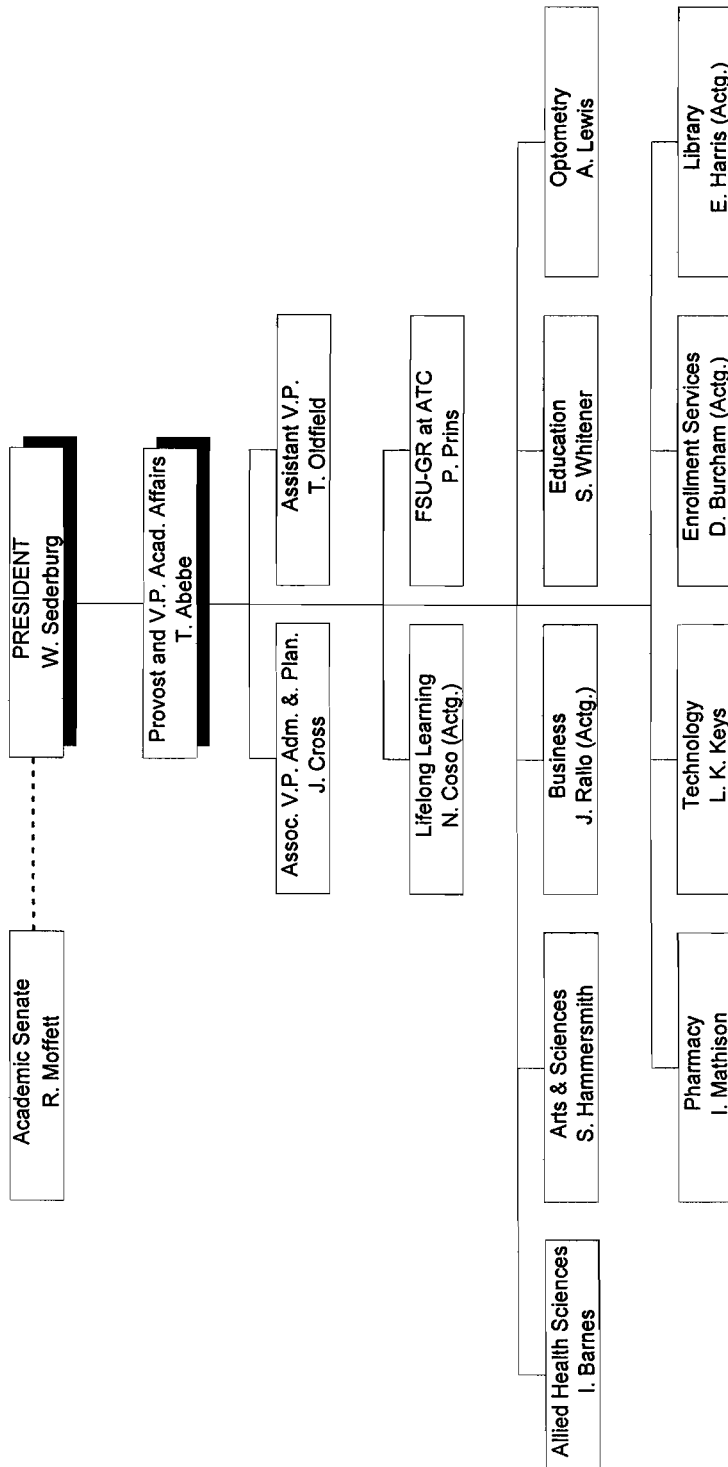 PRESIDENT
W. Sederburg
Academic Senate
R. Moffett
Provost and V.P. Acad. Affairs
T. Abebe
Assoc. V.P. Adm. &. Plan.
J. Cross
Assistant V.P.
T. Oldfield
Lifelong Learning
N. Coso (Actg.)
FSU-GR at ATC
P. Prins
Allied Health Sciences
I. Barnes
Arts & Sciences
S. Hammersmith
Business
J. Rallo (Actg.)
Education
S. Whitener
Optometry
A. Lewis
Pharmacy
I. Mathison
Technology
L. K. Keys
Enrollment Services
D. Burcham (Actg.)
Library
E. Harris (Actg.)